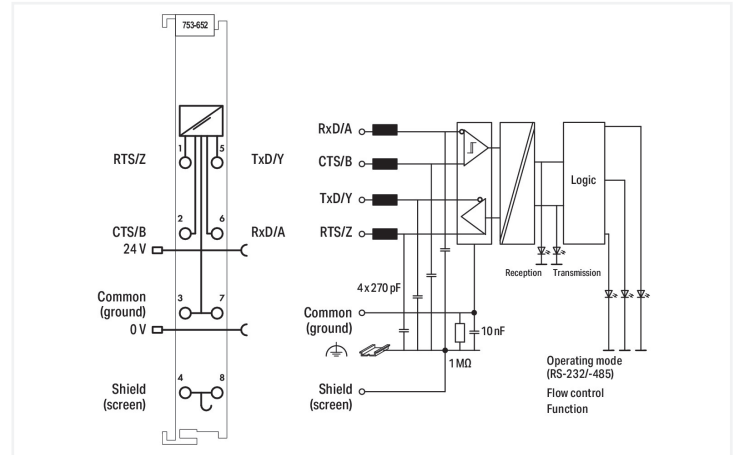 753-652
1
5
RTS/Z
TxD/Y
2
6
CTS/B
RxD/A
24 V
Common
(ground)
3
7
0 V
4
8
Shield
(screen)
RxD/A
CTS/B
TxD/Y
RTS/Z
Logic
Reception
Transmission
4 x 270 pF
Common
(ground)
10 nF
1 MΩ
Shield
(screen)
Operating mode
(RS-232/-485)
Flow control
Function